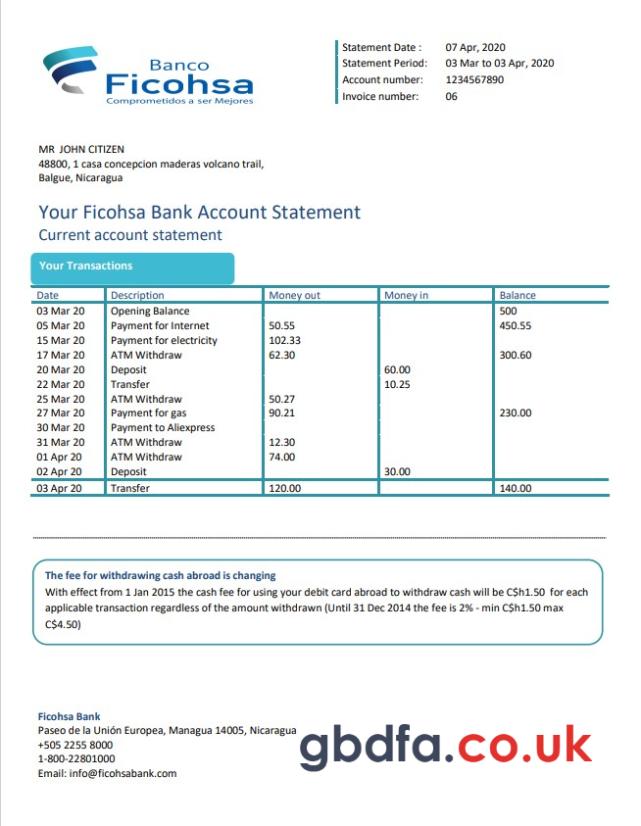 Banco
Ficohsa
Comprometidos a ser Mejores
Statement Date : 07 Apr, 2020
Statement Period: 03 Mar to 03 Apr, 2020
Account number: 1234567890
Invoice number: 06
MR JOHN CITIZEN
48800, 1 casa concepcion maderas volcano trail,
Balgue, Nicaragua
Your Ficohsa Bank Account Statement
Current account statement
Your Transactions
Date Description Money out Money in Balance
03 Mar 20 Opening Balance 500
05 Mar 20 Payment for Internet 50.55 450.55
15 Mar 20 Payment for electricity 102.33
17 Mar 20 ATM Withdraw 62.30 300.60
20 Mar 20 Deposit 60.00
22 Mar 20 Transfer 10.25
25 Mar 20 ATM Withdraw 50.27
27 Mar 20 Payment for gas 90.21 230.00
30 Mar 20 Payment to Aliexpress
31 Mar 20 ATM Withdraw 12.30
01 Apr 20 ATM Withdraw 74.00
02 Apr 20 Deposit 30.00
03 Apr 20 Transfer 120.00 140.00
The fee for withdrawing cash abroad is changing
With effect from 1 Jan 2015 the cash fee for using your debit card abroad to withdraw cash will be C$h1.50 for each
applicable transaction regardless of the amount withdrawn (Until 31 Dec 2014 the fee is 2% - min C$h1.50 max
C$4.50)
Ficohsa Bank
Paseo de la Unión Europea, Managua 14005, Nicaragua
+505 2255 8000
1-800-22801000
Email: info@ficohsabank.com
gbdfa.co.uk